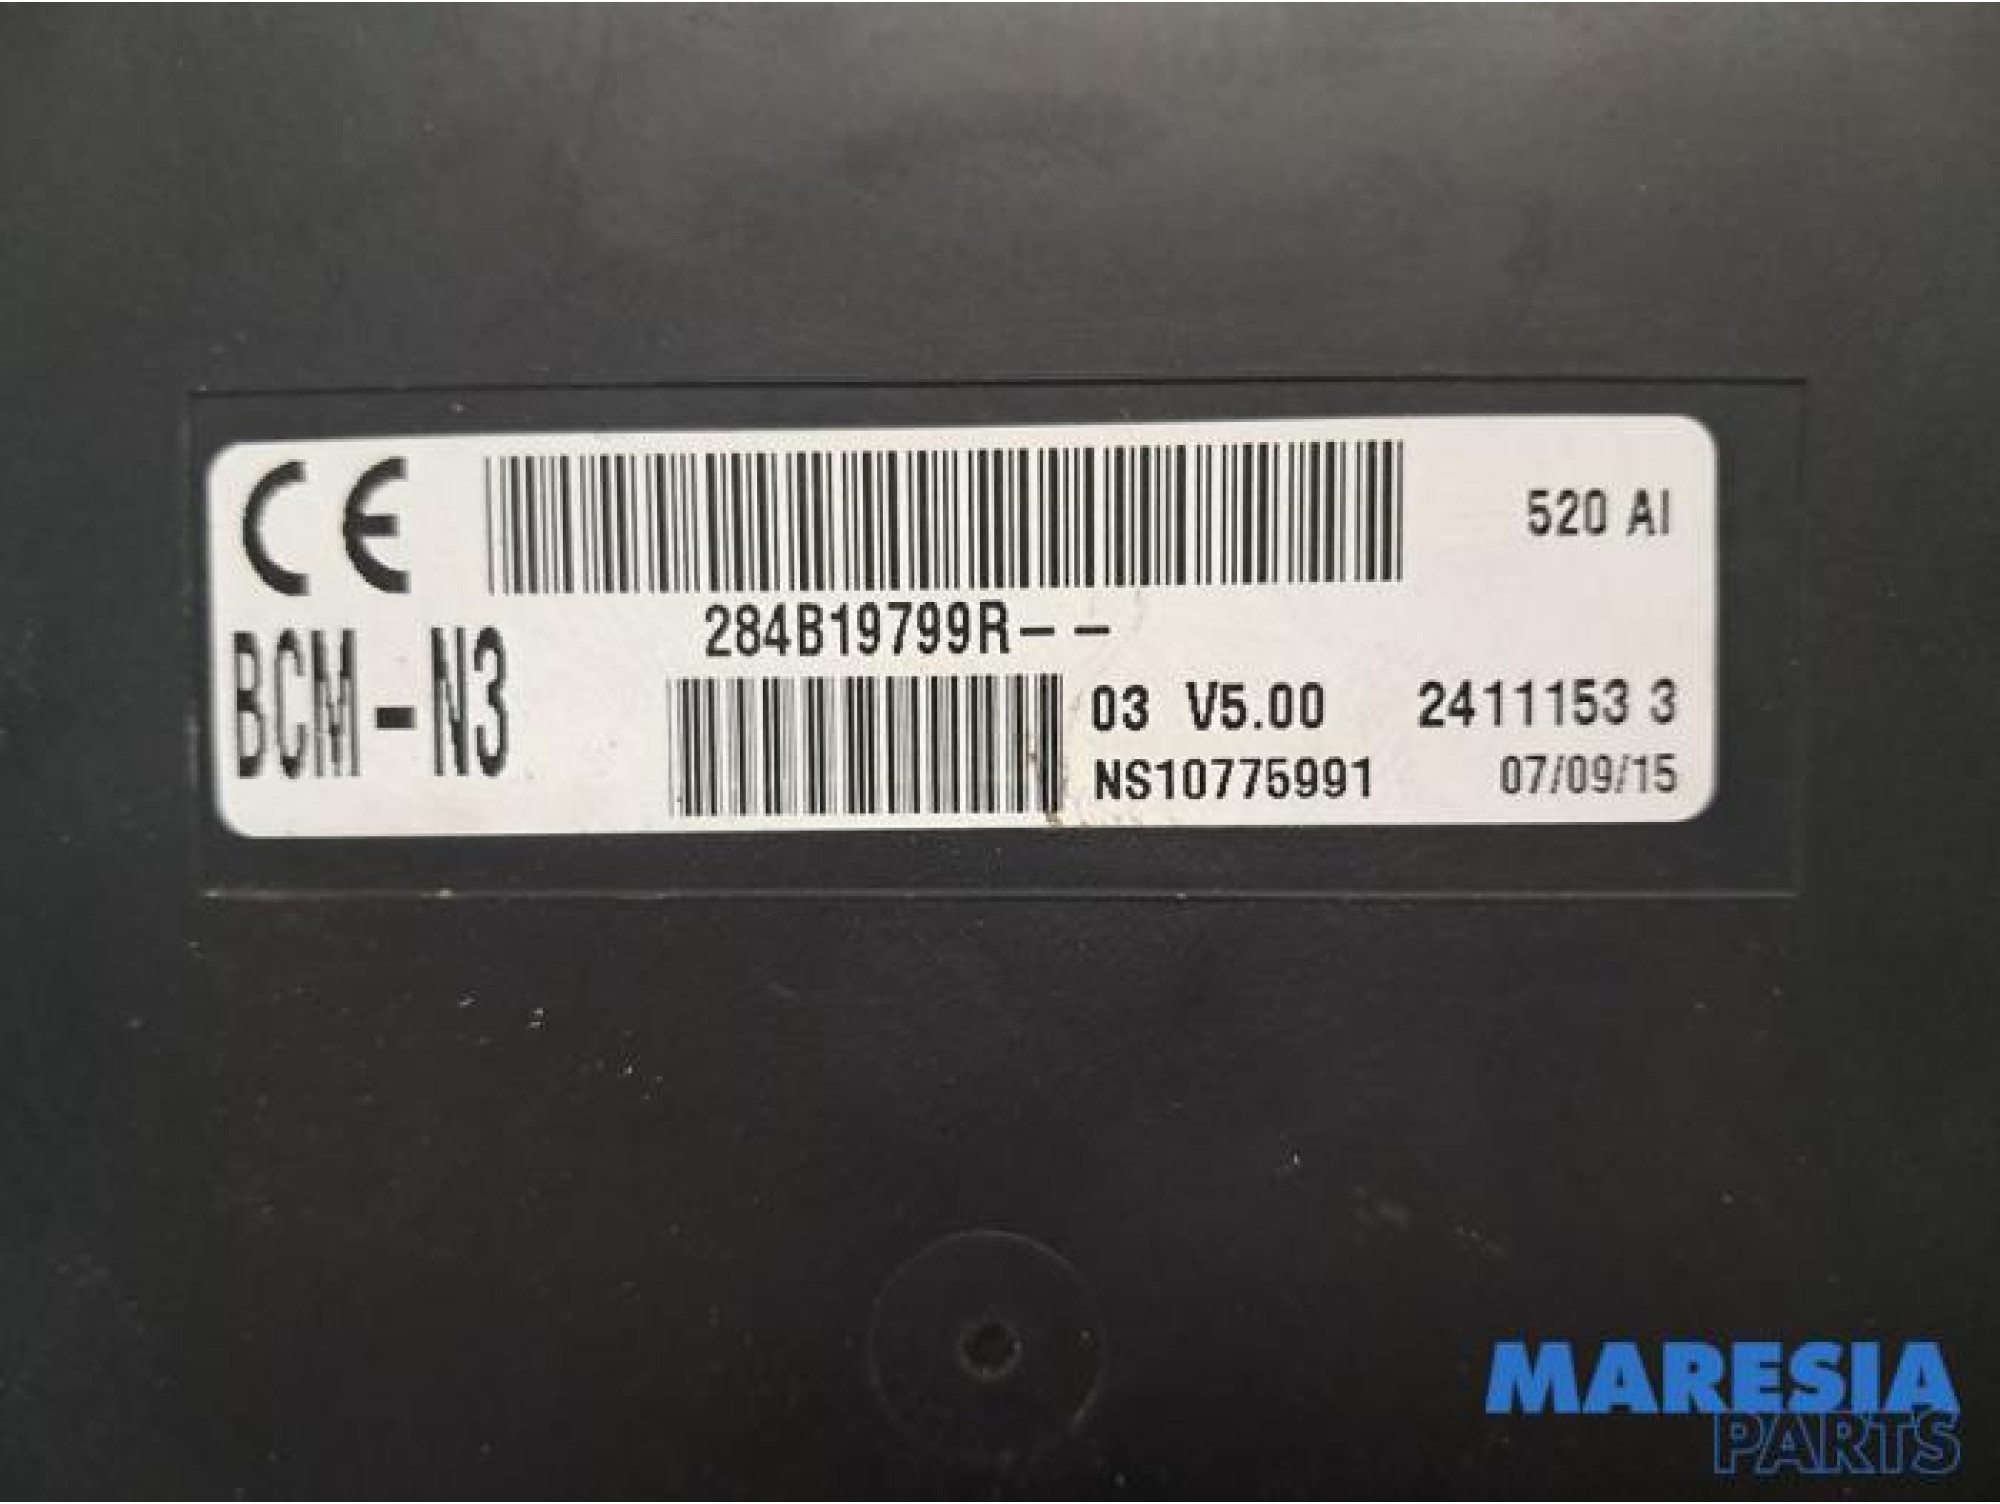 CE
520 AI
284B19799R--
BCM-N3
03 V5.00 2411153 3
NS10775991 07/09/15
MARESIA
PARTS